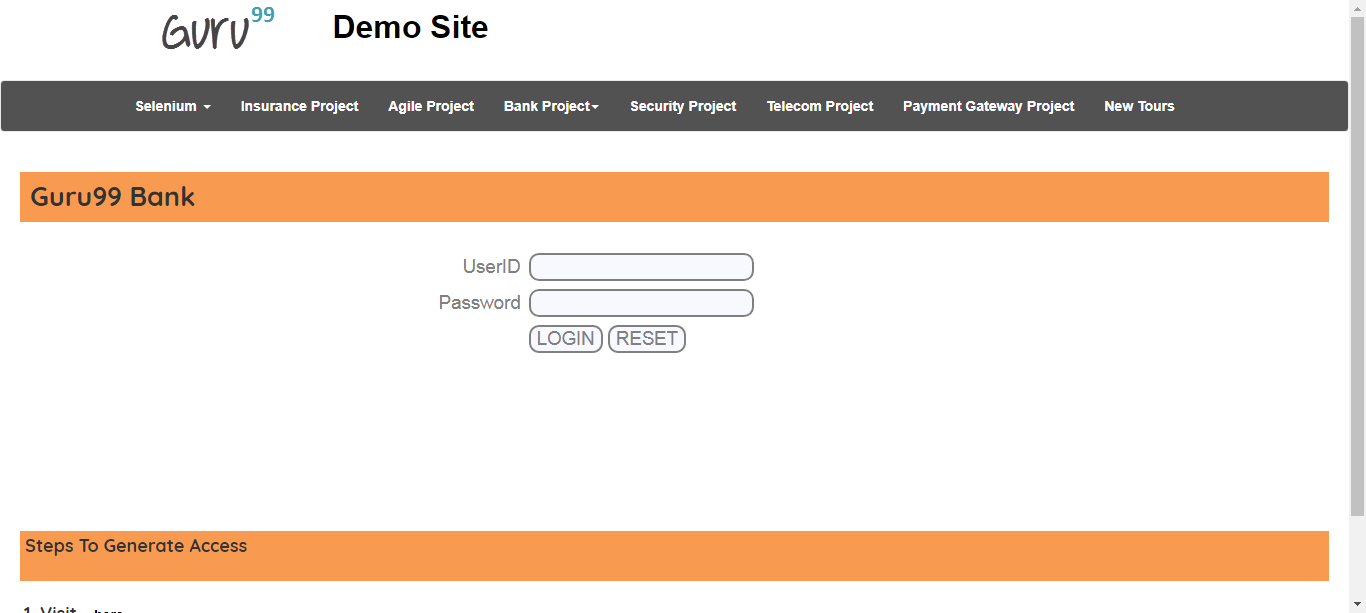 Guru99 Demo Site
Selenium Insurance Project Agile Project Bank Project Security Project Telecom Project Payment Gateway Project New Tours
Guru99 Bank
UserID
Password
LOGIN RESET
Steps To Generate Access
1. Visit - here